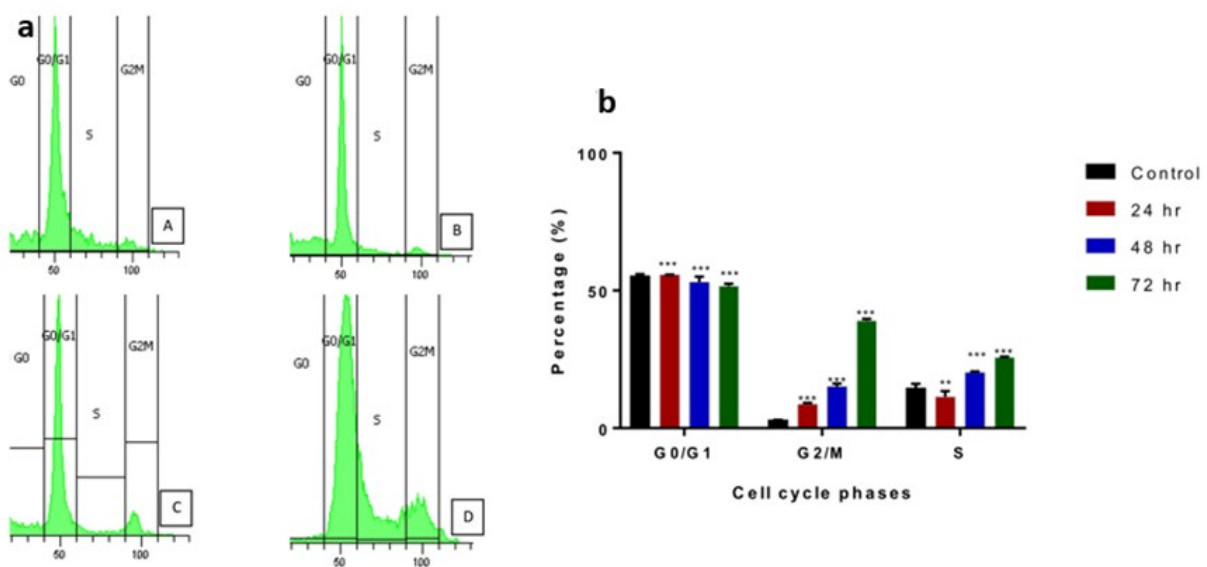 a
G0
G0/G1
S
G2M
A
50
100
G0
G0/G1
S
G2M
B
50
100
G0
G0/G1
S
G2M
C
50
100
G0
G0/G1
S
G2M
D
50
100
b
Percentage (%)
100
50
0
***
***
***
***
***
***
**
***
***
G0/G1
G2/M
S
Cell cycle phases
Control
24 hr
48 hr
72 hr